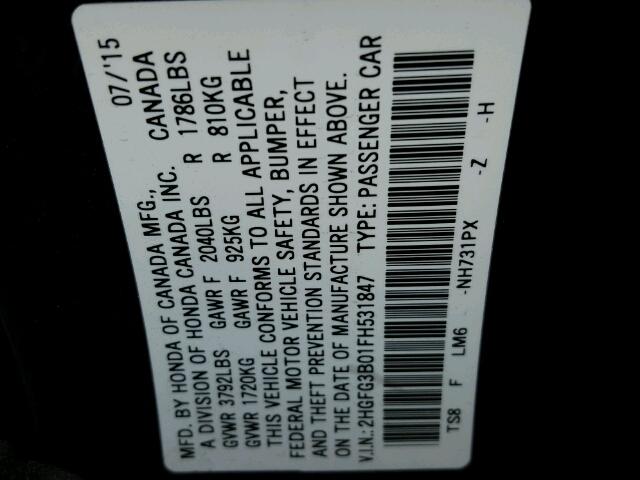 MFD. BY HONDA OF CANADA MFG., CANADA 07/'15
A DIVISION OF HONDA CANADA INC.
GVWR 3792LBS GAWR F 2040LBS R 1786LBS
GVWR 1720KG GAWR F 925KG R 810KG
THIS VEHICLE CONFORMS TO ALL APPLICABLE
FEDERAL MOTOR VEHICLE SAFETY, BUMPER,
AND THEFT PREVENTION STANDARDS IN EFFECT
ON THE DATE OF MANUFACTURE SHOWN ABOVE.
V.I.N.: 2HGFG3B01FH531847 TYPE: PASSENGER CAR
TS8 F LM6 -NH731PX -Z -H